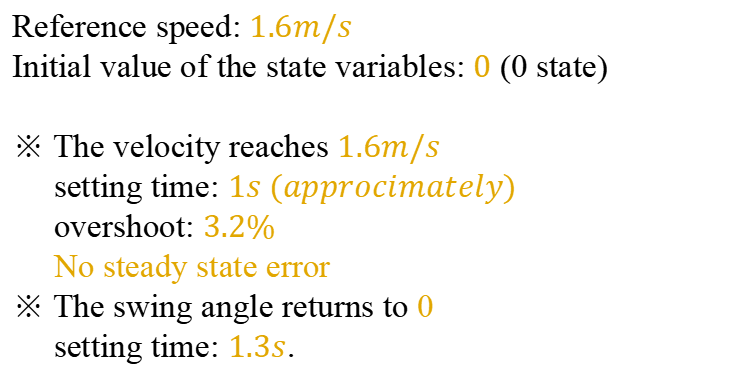 Reference speed: 1.6m/s
Initial value of the state variables: 0 (0 state)
※ The velocity reaches 1.6m/s
setting time: 1s (approcimately)
overshoot: 3.2%
No steady state error
※ The swing angle returns to 0
setting time: 1.3s.